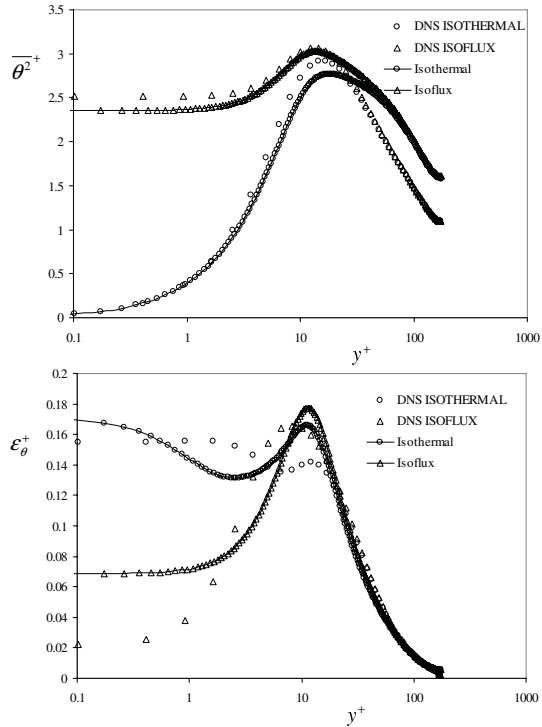 3.5
3
2.5
2
1.5
1
0.5
0
θ²⁺
DNS ISOTHERMAL
DNS ISOFLUX
Isothermal
Isoflux
0.1 1 10 100 1000
y⁺
0.2
0.18
0.16
0.14
0.12
0.1
0.08
0.06
0.04
0.02
0
ε_θ⁺
DNS ISOTHERMAL
DNS ISOFLUX
Isothermal
Isoflux
0.1 1 10 100 1000
y⁺